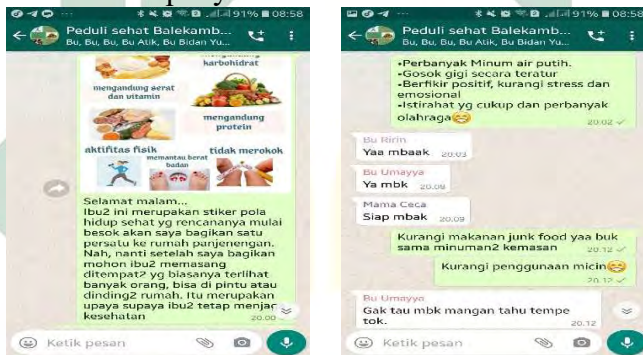 91% 08:58
Peduli sehat Balekamb...
Bu, Bu, Bu, Bu Atik, Bu Bidan Yu...
karbohidrat
mengandung serat
dan vitamin
mengandung
protein
aktifitas fisik
memantau berat
badan
tidak merokok
Selamat malam...
Ibu2 ini merupakan stiker pola
hidup sehat yg rencananya mulai
besok akan saya bagikan satu
persatu ke rumah panjenengan.
Nah, nanti setelah saya bagikan
mohon ibu2 memasang
ditempat2 yg biasanya terlihat
banyak orang, bisa di pintu atau
dinding2 rumah. Itu merupakan
upaya supaya ibu2 tetap menjag
kesehatan
20.00
Ketik pesan
91% 08:58
Peduli sehat Balekamb...
Bu, Bu, Bu, Bu Atik, Bu Bidan Yu...
•Perbanyak Minum air putih.
•Gosok gigi secara teratur
•Berfikir positif, kurangi stress dan
emosional
•Istirahat yg cukup dan perbanyak
olahraga😄
20.02
Bu Ririn
Yaa mbaak 20.03
Bu Umayya
Ya mbk 20.09
Mama Ceca
Siap mbak 20.09
Kurangi makanan junk food yaa buk
sama minuman2 kemasan 20.12
Kurangi penggunaan micin😄
20.12
Bu Umayya
Gak tau mbk mangan tahu tempe
tok. 20.12
Ketik pesan